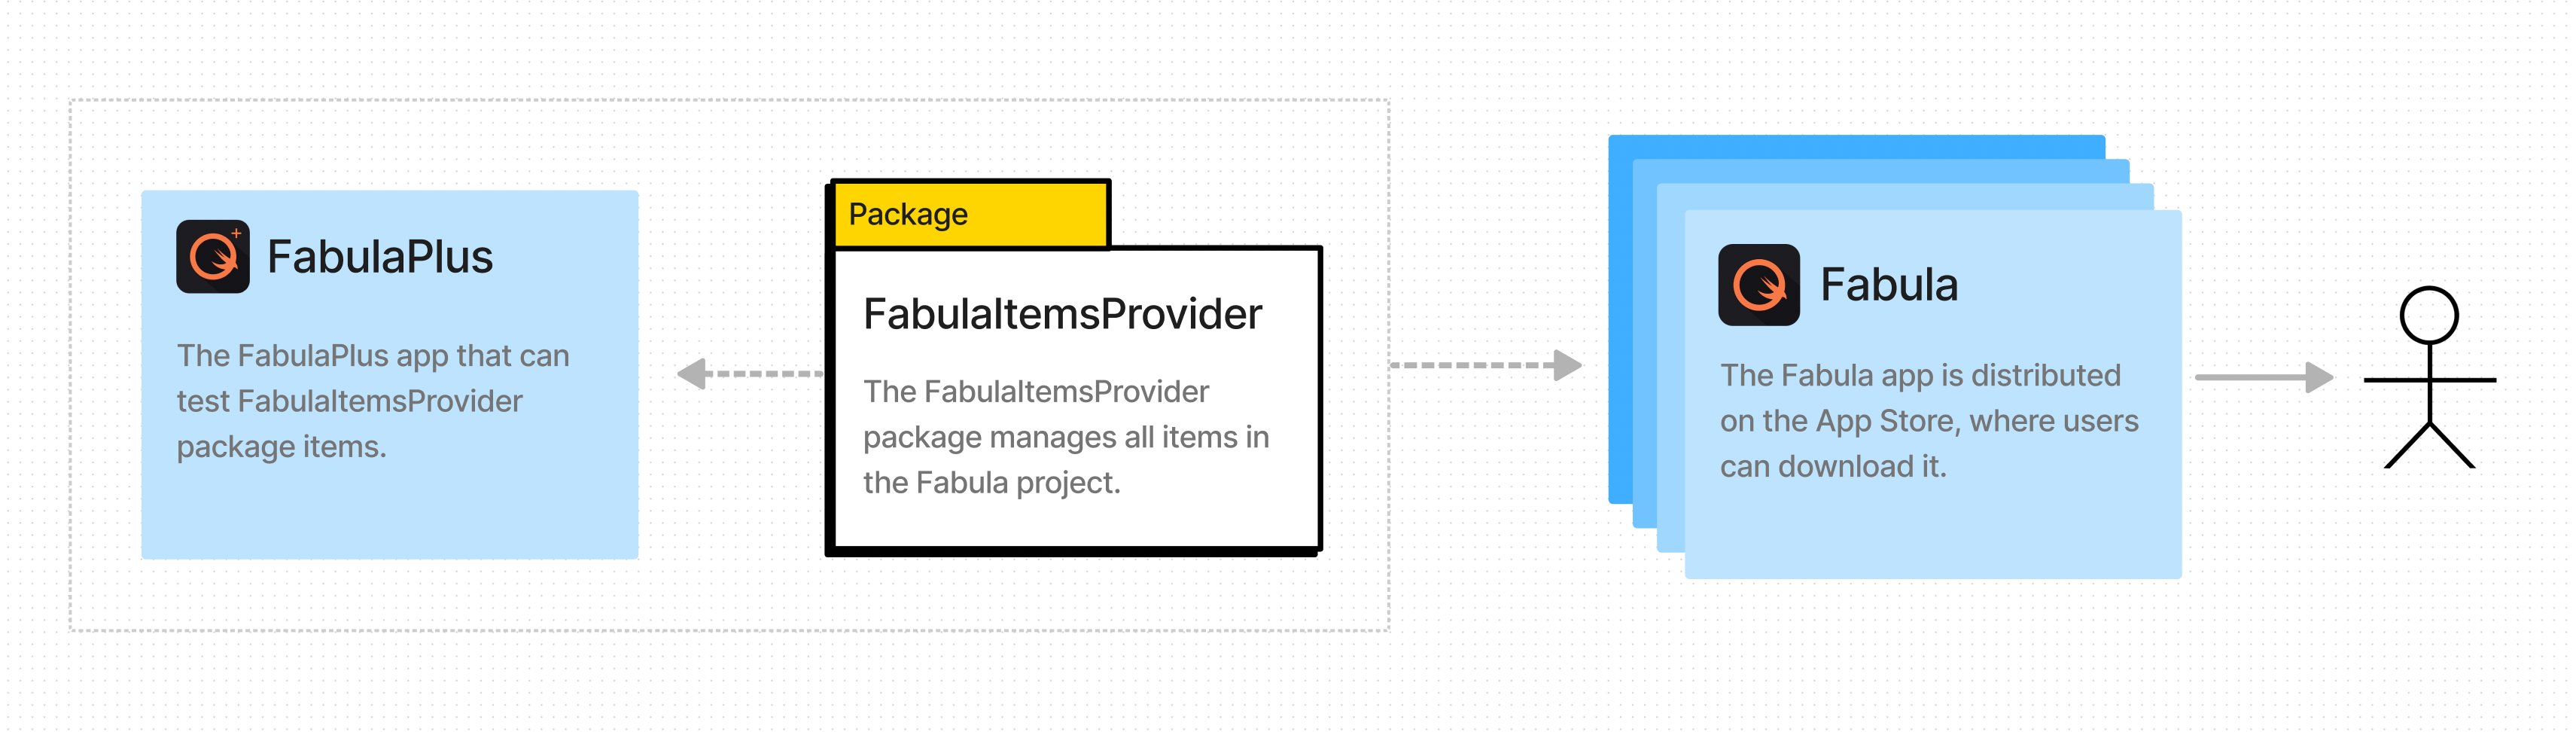 FabulaPlus
The FabulaPlus app that can
test FabulaItemsProvider
package items.
Package
FabulaItemsProvider
The FabulaItemsProvider
package manages all items in
the Fabula project.
Fabula
The Fabula app is distributed
on the App Store, where users
can download it.